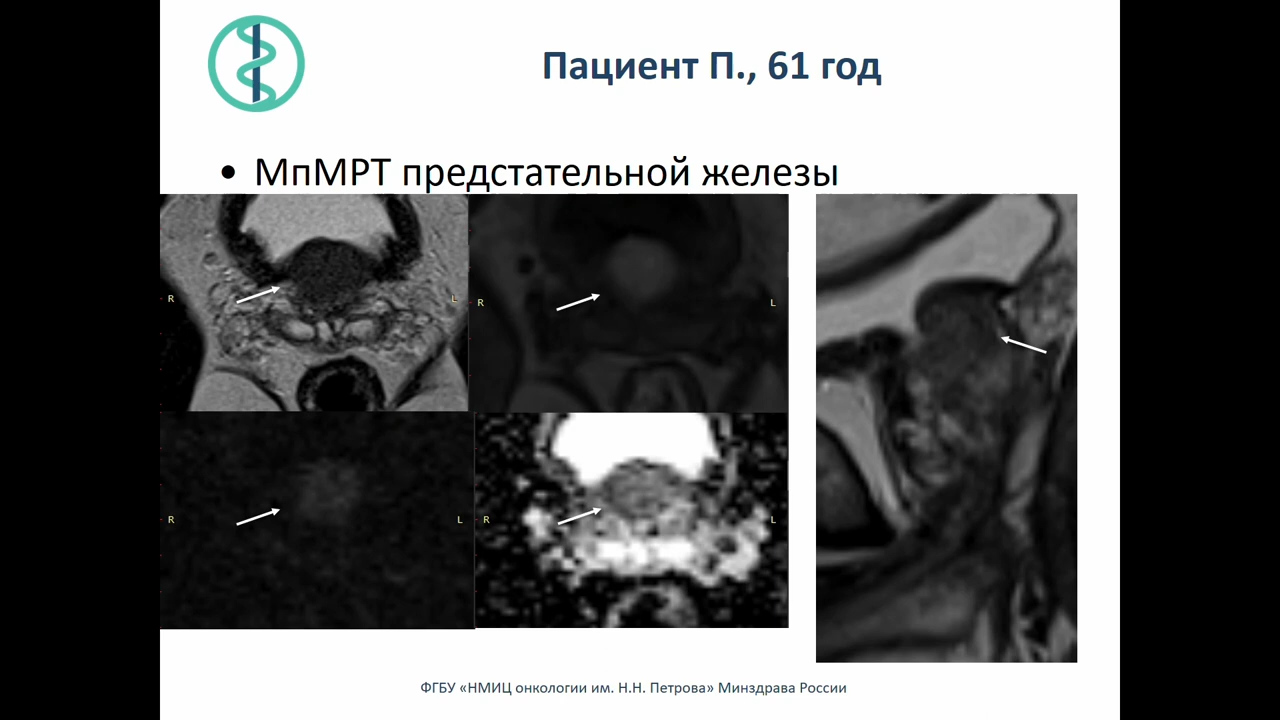 Пациент П., 61 год
• МпМРТ предстательной железы
R
L
R
L
R
L
R
L
ФГБУ «НМИЦ онкологии им. Н.Н. Петрова» Минздрава России